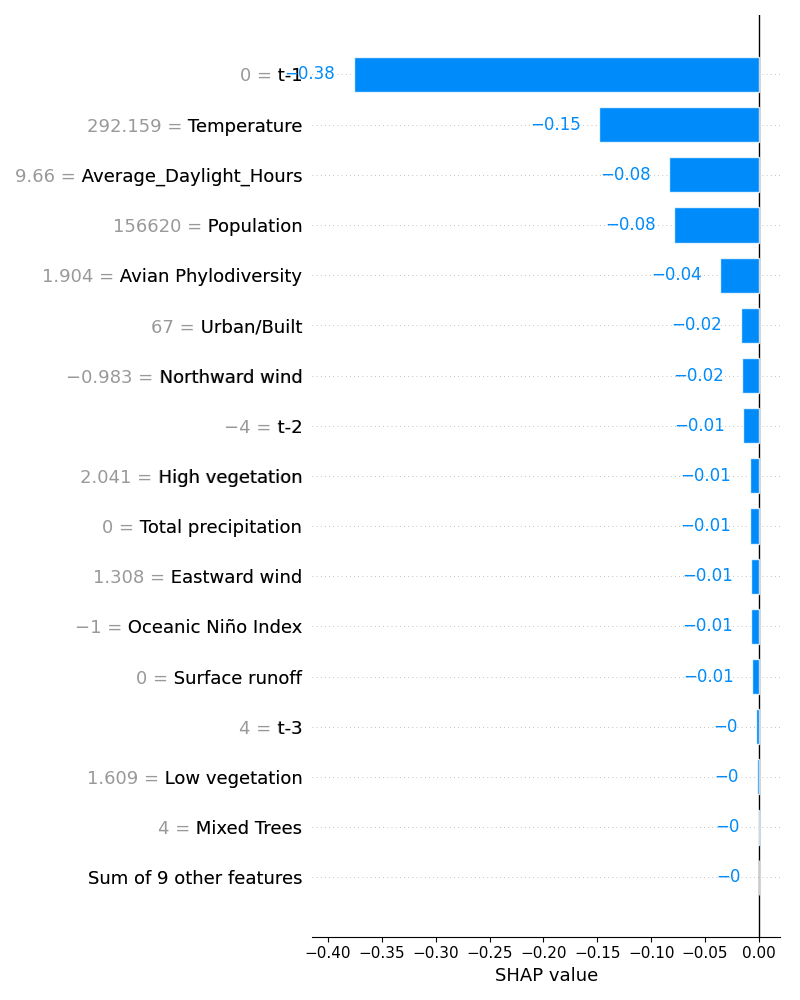 0 = t-1 −0.38
292.159 = Temperature −0.15
9.66 = Average_Daylight_Hours −0.08
156620 = Population −0.08
1.904 = Avian Phylodiversity −0.04
67 = Urban/Built −0.02
−0.983 = Northward wind −0.02
−4 = t-2 −0.01
2.041 = High vegetation −0.01
0 = Total precipitation −0.01
1.308 = Eastward wind −0.01
−1 = Oceanic Niño Index −0.01
0 = Surface runoff −0.01
4 = t-3 −0
1.609 = Low vegetation −0
4 = Mixed Trees −0
Sum of 9 other features −0
−0.40 −0.35 −0.30 −0.25 −0.20 −0.15 −0.10 −0.05 0.00
SHAP value